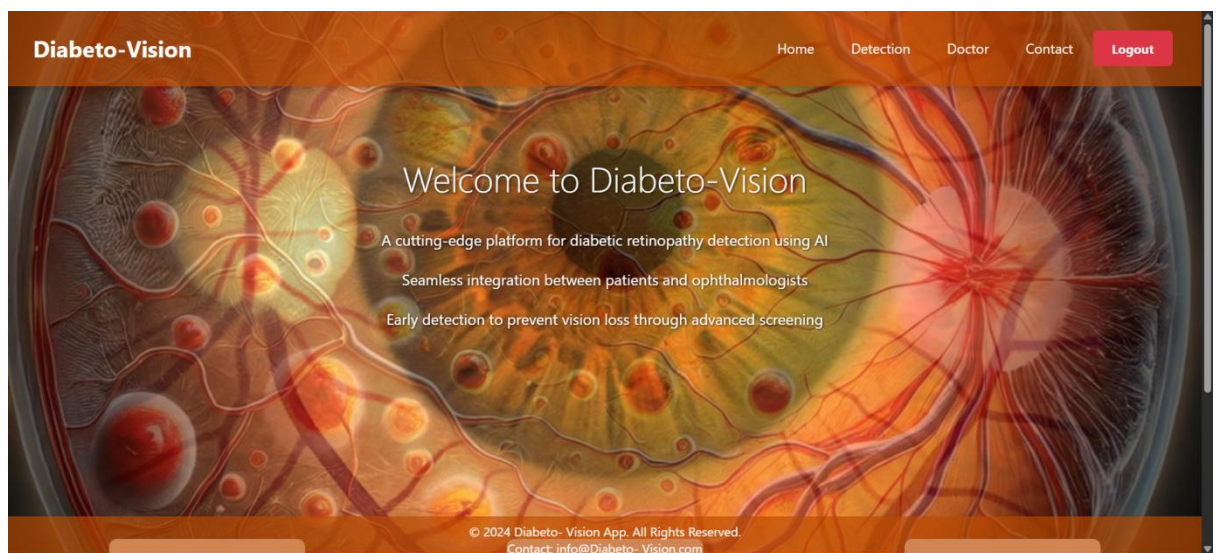 Diabeto-Vision
Home Detection Doctor Contact Logout
Welcome to Diabeto-Vision
A cutting-edge platform for diabetic retinopathy detection using AI
Seamless integration between patients and ophthalmologists
Early detection to prevent vision loss through advanced screening
© 2024 Diabeto- Vision App. All Rights Reserved.
Contact: info@Diabeto- Vision.com